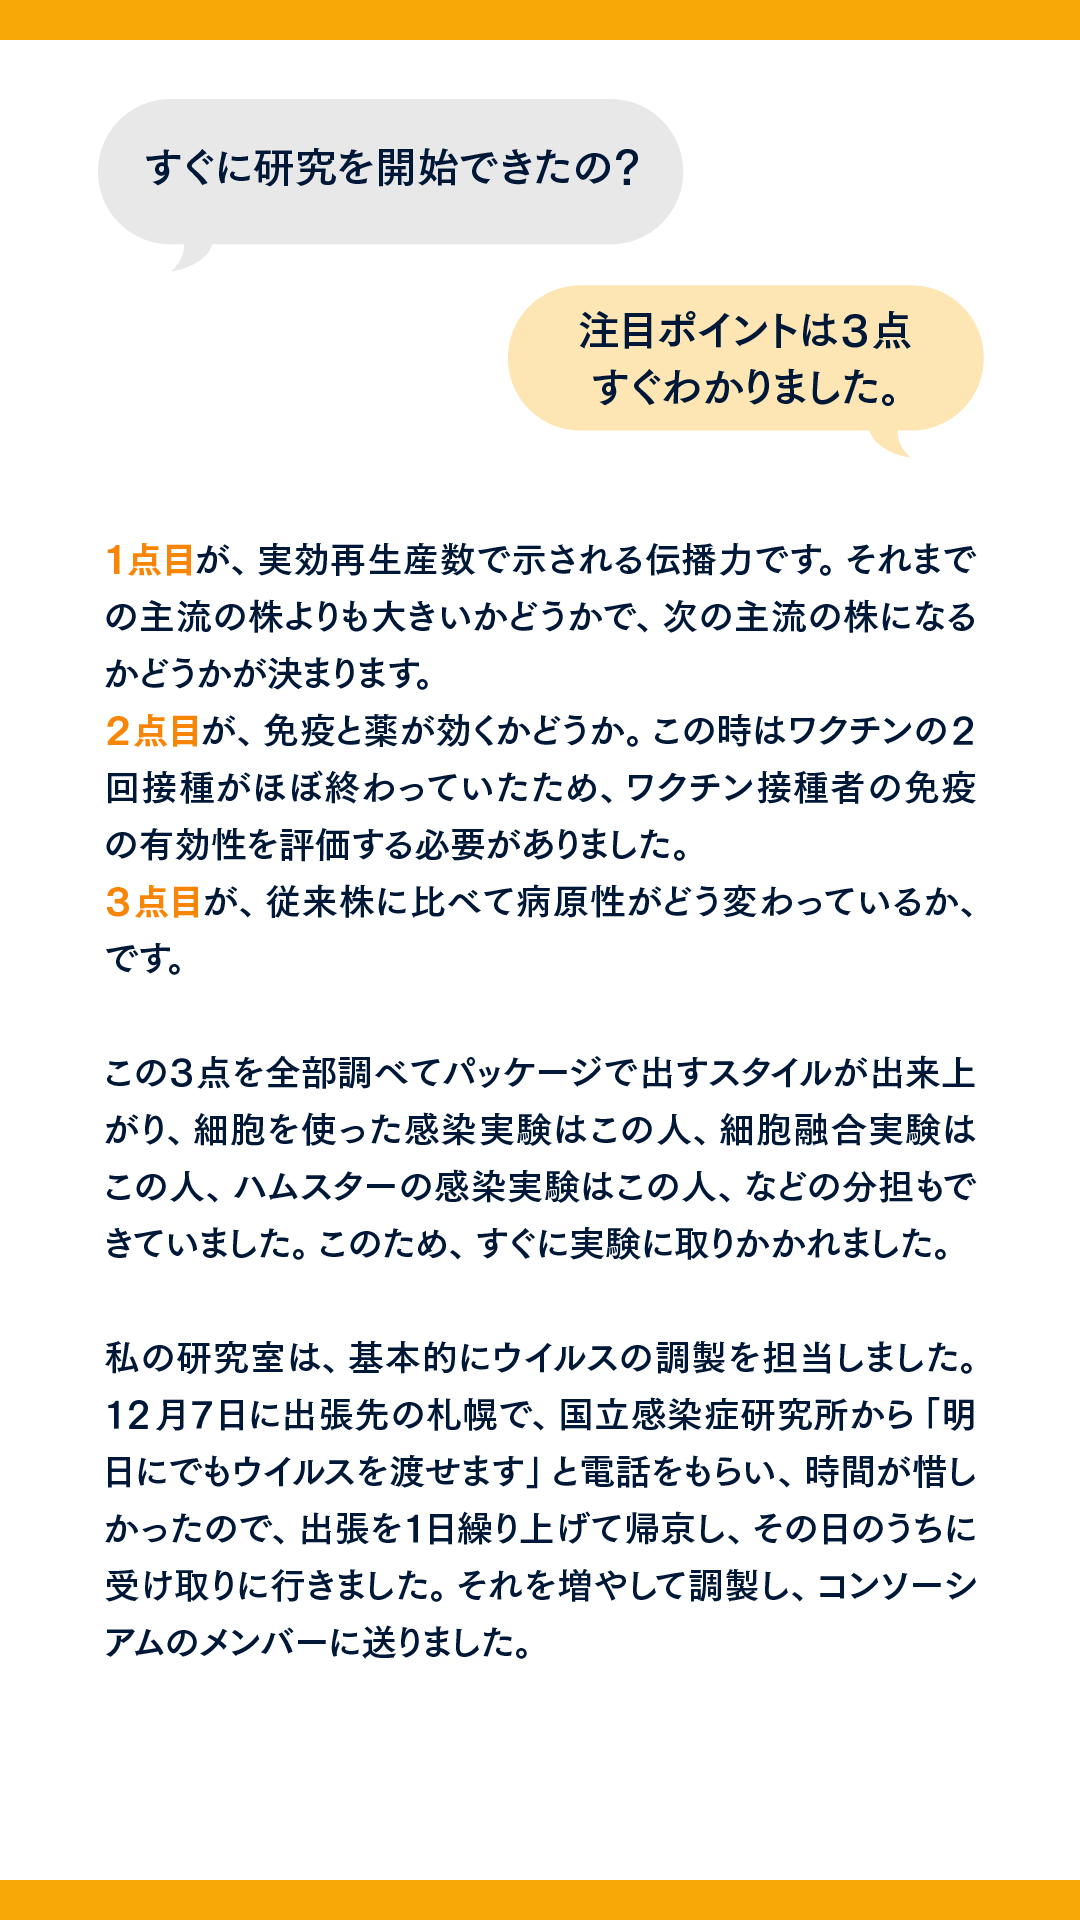 すぐに研究を開始できたの？
注目ポイントは３点
すぐわかりました。
1点目が、実効再生産数で示される伝播力です。それまで
の主流の株よりも大きいかどうかで、次の主流の株になる
かどうかが決まります。
２点目が、免疫と薬が効くかどうか。この時はワクチンの２
回接種がほぼ終わっていたため、ワクチン接種者の免疫
の有効性を評価する必要がありました。
３点目が、従来株に比べて病原性がどう変わっているか、
です。
この３点を全部調べてパッケージで出すスタイルが出来上
がり、細胞を使った感染実験はこの人、細胞融合実験は
この人、ハムスターの感染実験はこの人、などの分担もで
きていました。このため、すぐに実験に取りかかれました。
私の研究室は、基本的にウイルスの調製を担当しました。
12月7日に出張先の札幌で、国立感染症研究所から「明
日にでもウイルスを渡せます」と電話をもらい、時間が惜し
かったので、出張を1日繰り上げて帰京し、その日のうちに
受け取りに行きました。それを増やして調製し、コンソーシ
アムのメンバーに送りました。